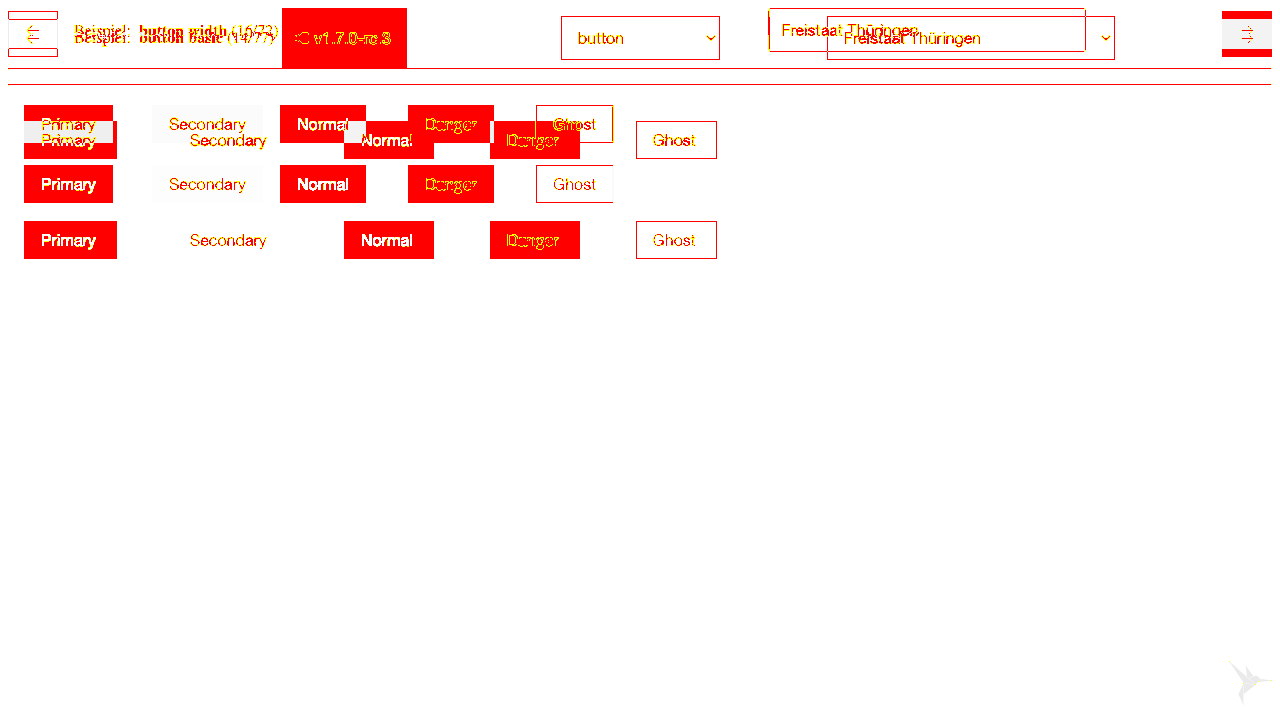 Beispiel: button width (16/73)
Beispiel: button basic (14/77)
v1.7.0-rc.3
button
Freistaat Thüringen
Freistaat Thüringen
Primary Secondary Normal Danger Ghost
Primary Secondary Normal Danger Ghost
Primary Secondary Normal Danger Ghost
Primary Secondary Normal Danger Ghost